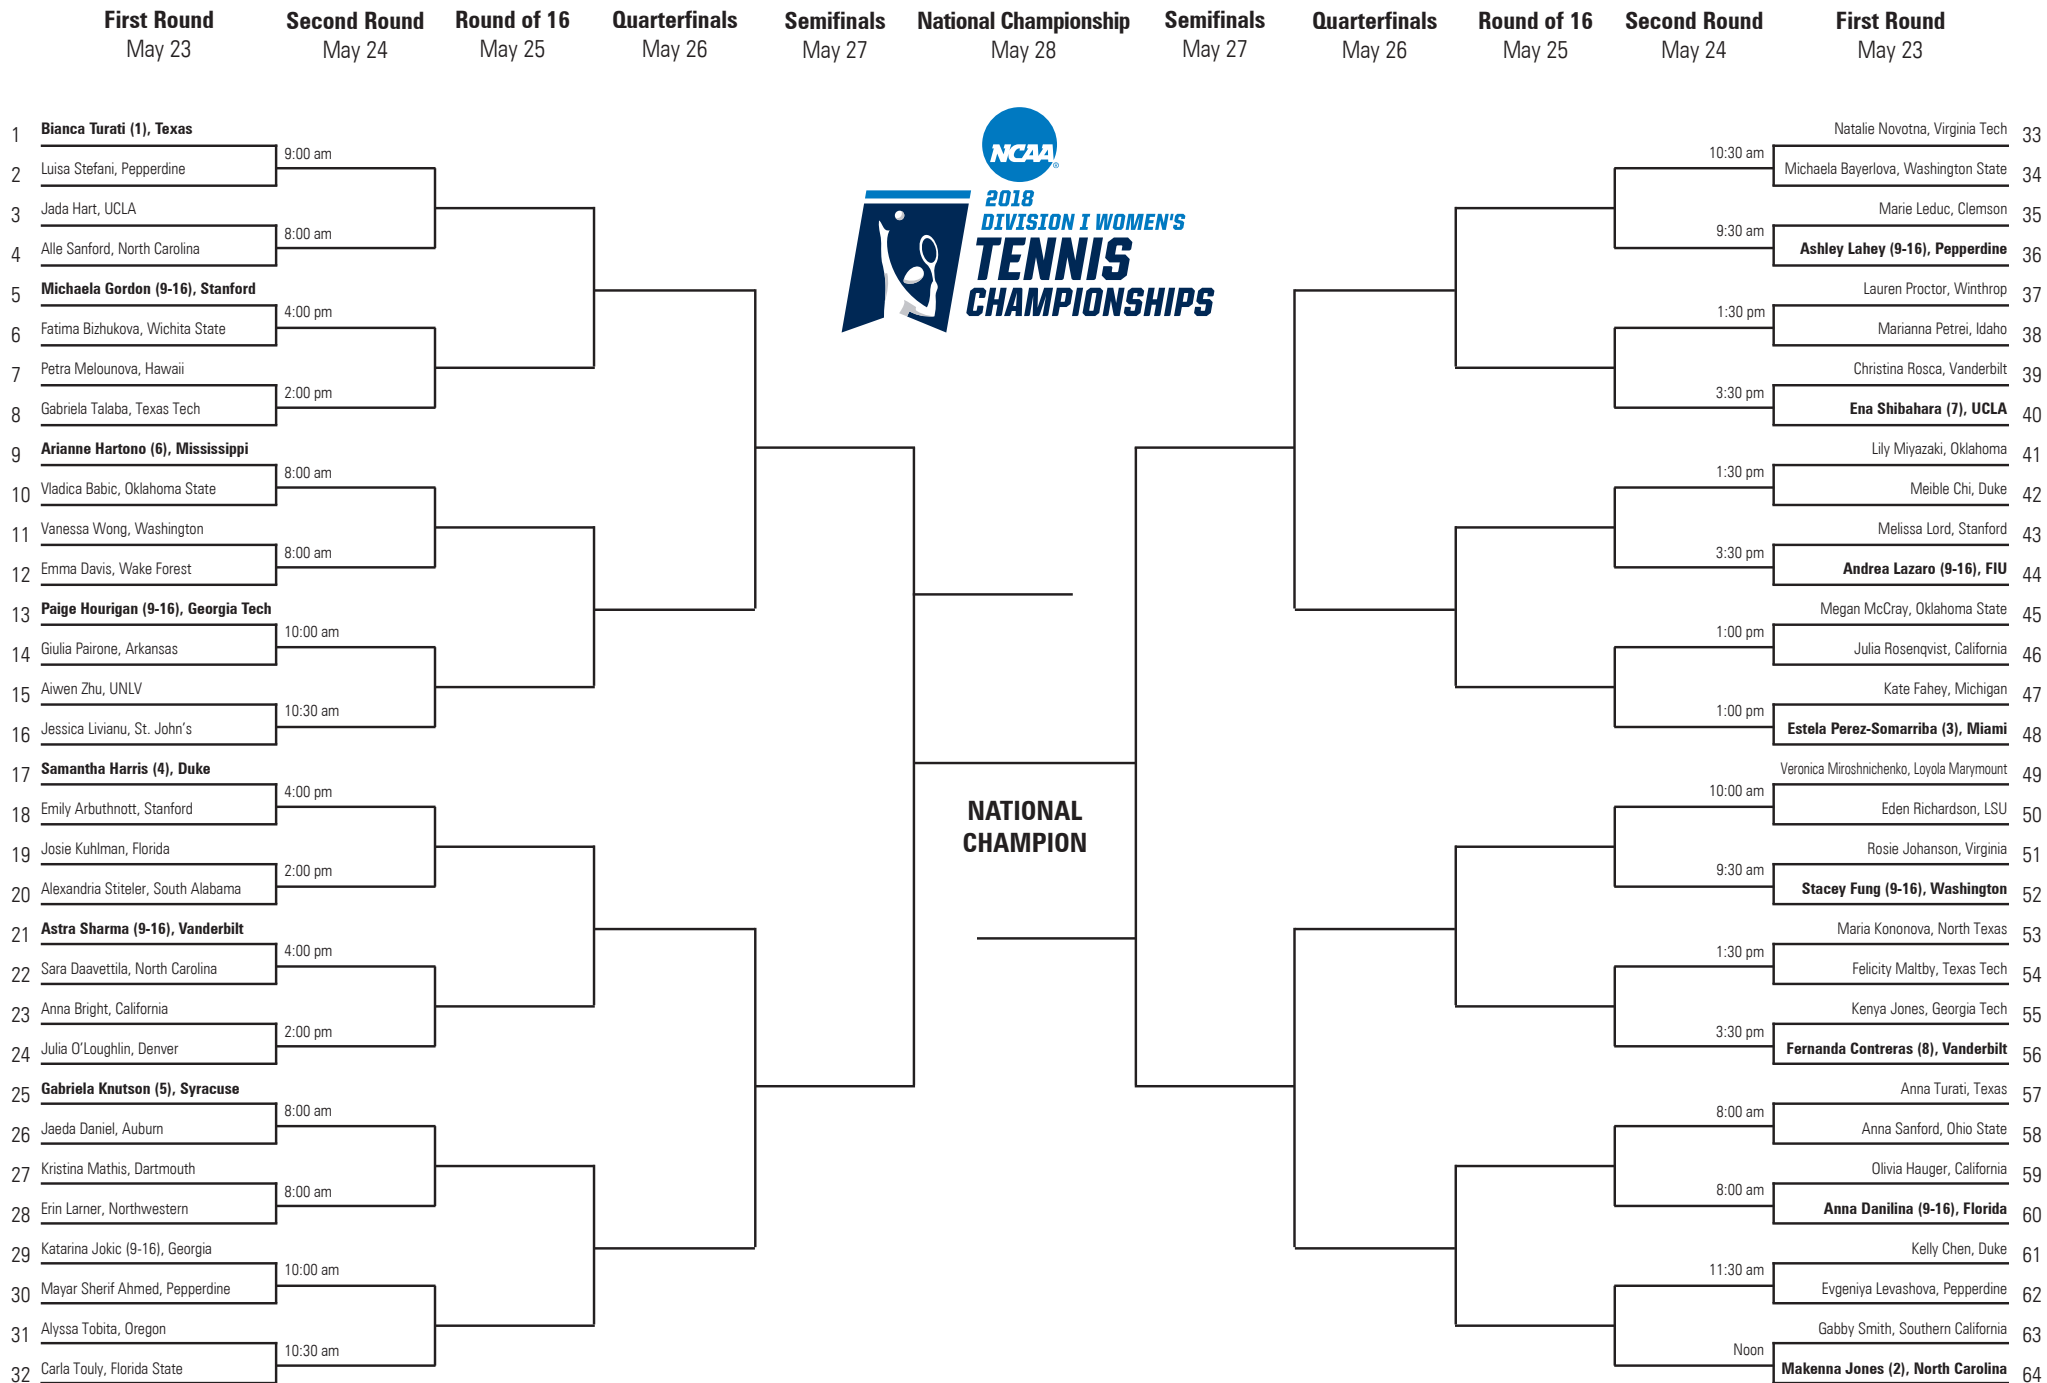 First Round Second Round Round of 16 Quarterfinals Semifinals National Championship Semifinals Quarterfinals Round of 16 Second Round First Round
May 23 May 24 May 25 May 26 May 27 May 28 May 27 May 26 May 25 May 24 May 23
NCAA
2018
DIVISION I WOMEN'S
TENNIS
CHAMPIONSHIPS
1 Bianca Turati (1), Texas
9:00 am
2 Luisa Stefani, Pepperdine
3 Jada Hart, UCLA
8:00 am
4 Alle Sanford, North Carolina
5 Michaela Gordon (9-16), Stanford
4:00 pm
6 Fatima Bizhukova, Wichita State
7 Petra Melounova, Hawaii
2:00 pm
8 Gabriela Talaba, Texas Tech
9 Arianne Hartono (6), Mississippi
8:00 am
10 Vladica Babic, Oklahoma State
11 Vanessa Wong, Washington
8:00 am
12 Emma Davis, Wake Forest
13 Paige Hourigan (9-16), Georgia Tech
10:00 am
14 Giulia Pairone, Arkansas
15 Aiwen Zhu, UNLV
10:30 am
16 Jessica Livianu, St. John's
17 Samantha Harris (4), Duke
4:00 pm
18 Emily Arbuthnott, Stanford
19 Josie Kuhlman, Florida
2:00 pm
20 Alexandria Stiteler, South Alabama
21 Astra Sharma (9-16), Vanderbilt
4:00 pm
22 Sara Daavettila, North Carolina
23 Anna Bright, California
2:00 pm
24 Julia O'Loughlin, Denver
25 Gabriela Knutson (5), Syracuse
8:00 am
26 Jaeda Daniel, Auburn
27 Kristina Mathis, Dartmouth
8:00 am
28 Erin Larner, Northwestern
29 Katarina Jokic (9-16), Georgia
10:00 am
30 Mayar Sherif Ahmed, Pepperdine
31 Alyssa Tobita, Oregon
10:30 am
32 Carla Touly, Florida State
NATIONAL
CHAMPION
Natalie Novotna, Virginia Tech 33
10:30 am
Michaela Bayerlova, Washington State 34
Marie Leduc, Clemson 35
9:30 am
Ashley Lahey (9-16), Pepperdine 36
Lauren Proctor, Winthrop 37
1:30 pm
Marianna Petrei, Idaho 38
Christina Rosca, Vanderbilt 39
3:30 pm
Ena Shibahara (7), UCLA 40
Lily Miyazaki, Oklahoma 41
1:30 pm
Meible Chi, Duke 42
Melissa Lord, Stanford 43
3:30 pm
Andrea Lazaro (9-16), FIU 44
Megan McCray, Oklahoma State 45
1:00 pm
Julia Rosenqvist, California 46
Kate Fahey, Michigan 47
1:00 pm
Estela Perez-Somarriba (3), Miami 48
Veronica Miroshnichenko, Loyola Marymount 49
10:00 am
Eden Richardson, LSU 50
Rosie Johanson, Virginia 51
9:30 am
Stacey Fung (9-16), Washington 52
Maria Kononova, North Texas 53
1:30 pm
Felicity Maltby, Texas Tech 54
Kenya Jones, Georgia Tech 55
3:30 pm
Fernanda Contreras (8), Vanderbilt 56
Anna Turati, Texas 57
8:00 am
Anna Sanford, Ohio State 58
Olivia Hauger, California 59
8:00 am
Anna Danilina (9-16), Florida 60
Kelly Chen, Duke 61
11:30 am
Evgeniya Levashova, Pepperdine 62
Gabby Smith, Southern California 63
Noon
Makenna Jones (2), North Carolina 64